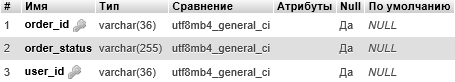 # Имя Тип Сравнение Атрибуты Null По умолчанию
1 order_id varchar(36) utf8mb4_general_ci Да NULL
2 order_status varchar(255) utf8mb4_general_ci Да NULL
3 user_id varchar(36) utf8mb4_general_ci Да NULL